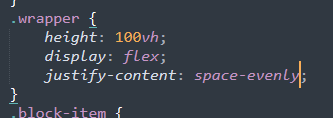 }
.wrapper {
height: 100vh;
display: flex;
justify-content: space-evenly;
}
.block-item {